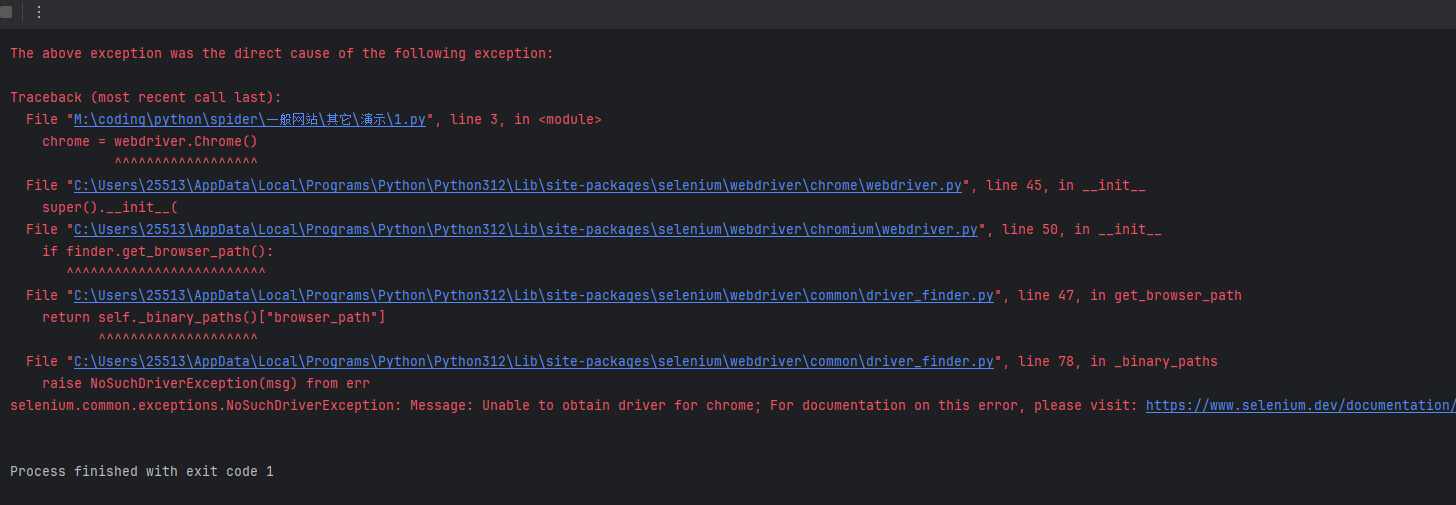 The above exception was the direct cause of the following exception:
Traceback (most recent call last):
File "M:\coding\python\spider\一般网站\其它\演示\1.py", line 3, in <module>
chrome = webdriver.Chrome()
^^^^^^^^^^^^^^^^^^
File "C:\Users\25513\AppData\Local\Programs\Python\Python312\Lib\site-packages\selenium\webdriver\chrome\webdriver.py", line 45, in __init__
super().__init__(
File "C:\Users\25513\AppData\Local\Programs\Python\Python312\Lib\site-packages\selenium\webdriver\chromium\webdriver.py", line 50, in __init__
if finder.get_browser_path():
^^^^^^^^^^^^^^^^^^^^^^^^^
File "C:\Users\25513\AppData\Local\Programs\Python\Python312\Lib\site-packages\selenium\webdriver\common\driver_finder.py", line 47, in get_browser_path
return self._binary_paths()["browser_path"]
^^^^^^^^^^^^^^^^^^^^
File "C:\Users\25513\AppData\Local\Programs\Python\Python312\Lib\site-packages\selenium\webdriver\common\driver_finder.py", line 78, in _binary_paths
raise NoSuchDriverException(msg) from err
selenium.common.exceptions.NoSuchDriverException: Message: Unable to obtain driver for chrome; For documentation on this error, please visit: https://www.selenium.dev/documentation/
Process finished with exit code 1